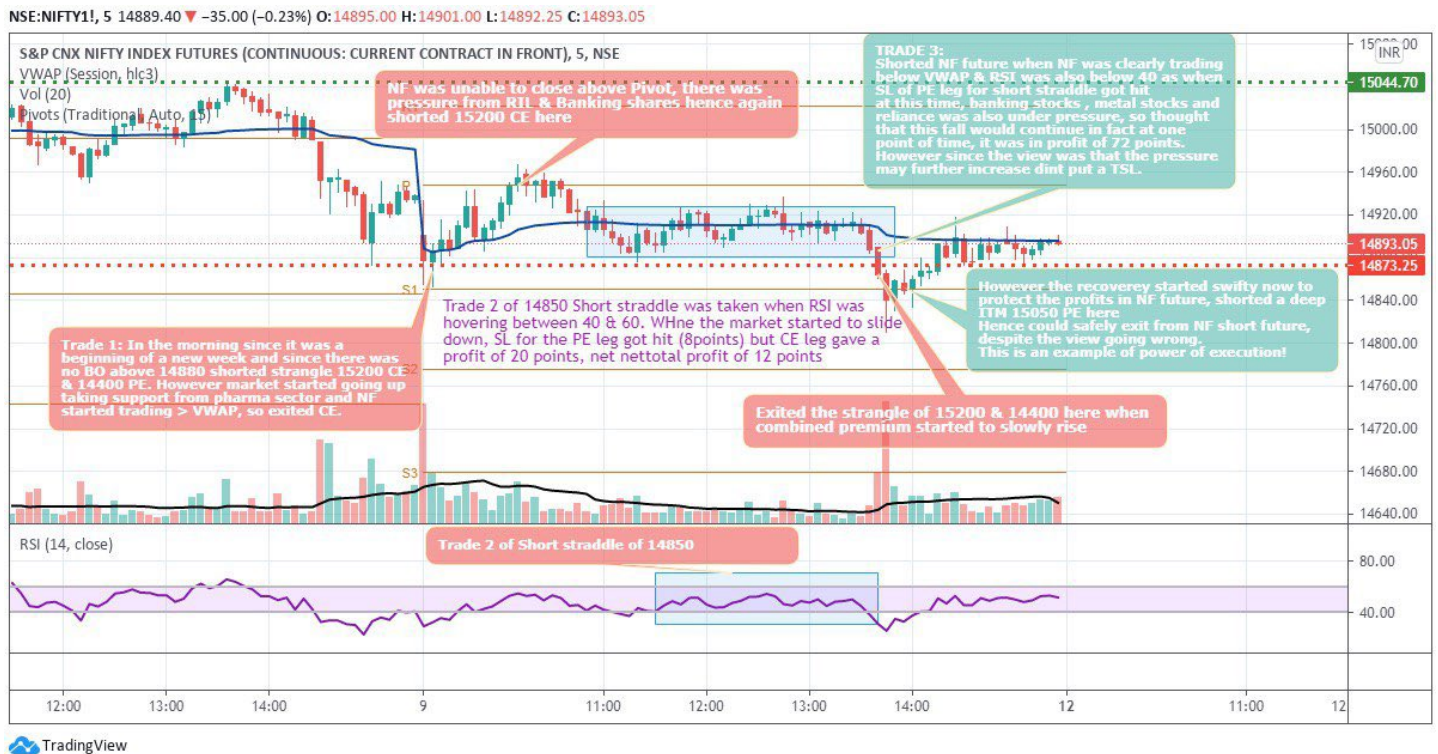 NSE:NIFTY1!, 5 14889.40 ▼ −35.00 (−0.23%) O:14895.00 H:14901.00 L:14892.25 C:14893.05
S&P CNX NIFTY INDEX FUTURES (CONTINUOUS: CURRENT CONTRACT IN FRONT), 5, NSE
VWAP (Session, hlc3)
Vol (20)
Pivots (Traditional, Auto, 15)
NF was unable to close above Pivot, there was
pressure from RIL & Banking shares hence again
shorted 15200 CE here
TRADE 3:
Shorted NF future when NF was clearly trading
below VWAP & RSI was also below 40 as when
SL of PE leg for short straddle got hit
at this time, banking stocks , metal stocks and
reliance was also under pressure, so thought
that this fall would continue in fact at one
point of time, it was in profit of 72 points.
However since the view was that the pressure
may further increase dint put a TSL.
INR
15044.70
15000.00
14960.00
14920.00
14893.05
14873.25
14840.00
14800.00
14760.00
14720.00
14680.00
14640.00
P
S1
S2
S3
Trade 2 of 14850 Short straddle was taken when RSI was
hovering between 40 & 60. WHne the market started to slide
down, SL for the PE leg got hit (8points) but CE leg gave a
profit of 20 points, net nettotal profit of 12 points
However the recoverey started swifty now to
protect the profits in NF future, shorted a deep
ITM 15050 PE here
Hence could safely exit from NF short future,
despite the view going wrong.
This is an example of power of execution!
Trade 1: In the morning since it was a
beginning of a new week and since there was
no BO above 14880 shorted strangle 15200 CE
& 14400 PE. However market started going up
taking support from pharma sector and NF
started trading > VWAP, so exited CE.
Exited the strangle of 15200 & 14400 here when
combined premium started to slowly rise
RSI (14, close)
Trade 2 of Short straddle of 14850
80.00
40.00
12:00 13:00 14:00 9 11:00 12:00 13:00 14:00 12 11:00 12
TradingView